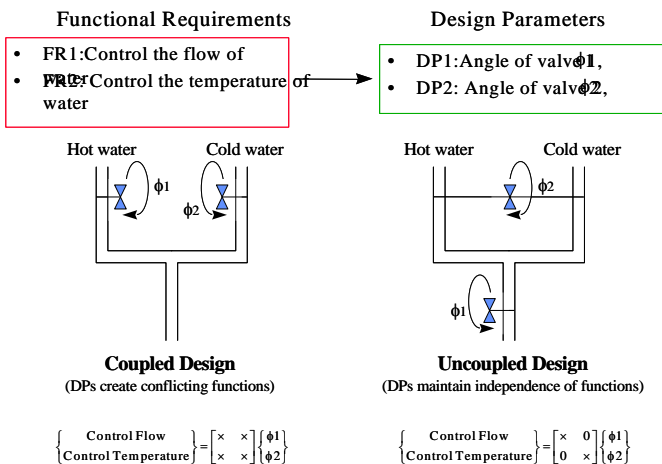 Functional Requirements
Design Parameters
• FR1:Control the flow of
water
• FR2: Control the temperature of
water
• DP1:Angle of valve 1, ϕ1
• DP2: Angle of valve 2, ϕ2
Hot water
Cold water
ϕ1
ϕ2
Hot water
Cold water
ϕ2
ϕ1
Coupled Design
(DPs create conflicting functions)
Uncoupled Design
(DPs maintain independence of functions)
{Control Flow} = [× ×] {ϕ1}
{Control Temperature} [× ×] {ϕ2}
{Control Flow} = [× 0] {ϕ1}
{Control Temperature} [0 ×] {ϕ2}